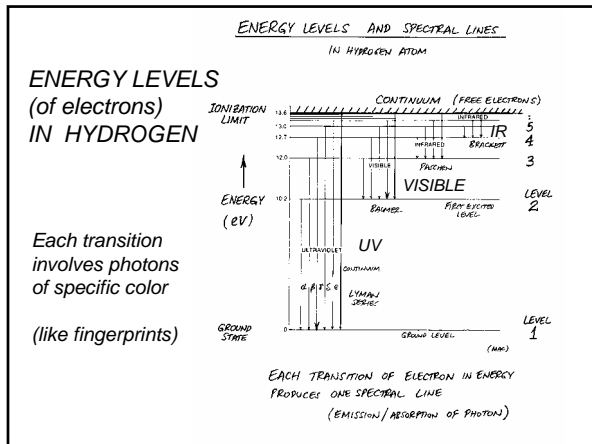 ENERGY LEVELS AND SPECTRAL LINES
IN HYDROGEN ATOM
ENERGY LEVELS
(of electrons)
IN HYDROGEN
CONTINUUM (FREE ELECTRONS)
IONIZATION
LIMIT
13.6
13.0
12.7
12.0
10.2
0
INFRARED
IR
5
BRACKETT
4
INFRARED
PASCHEN
3
VISIBLE
VISIBLE
ENERGY
(eV)
BALMER
FIRST EXCITED
LEVEL
LEVEL
2
Each transition
involves photons
of specific color
(like fingerprints)
ULTRAVIOLET
UV
CONTINUUM
α β γ δ ε
LYMAN
SERIES
GROUND
STATE
GROUND LEVEL
LEVEL
1
EACH TRANSITION OF ELECTRON IN ENERGY
PRODUCES ONE SPECTRAL LINE
(EMISSION/ABSORPTION OF PHOTON)